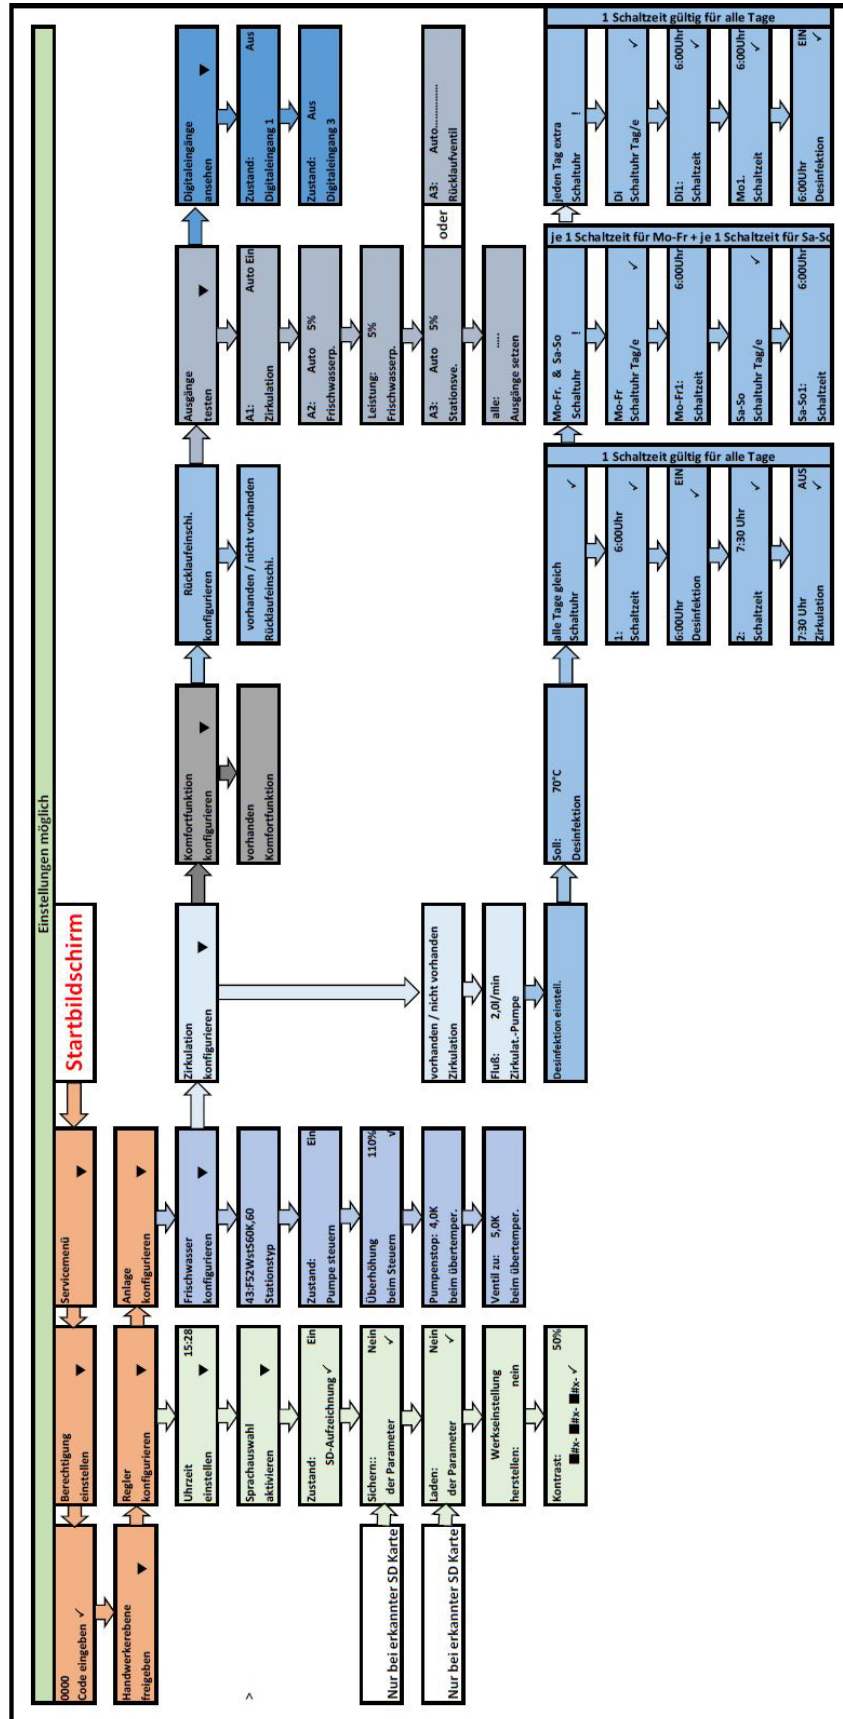 Einstellungen möglich
Startbildschirm
Servicemenü
Berechtigung
einstellen
0000
Code eingeben ✓
Handwerkerebene
freigeben
Regler
konfigurieren
Anlage
konfigurieren
Uhrzeit 15:28
einstellen
Sprachauswahl
aktivieren
Zustand: Ein
SD-Aufzeichnung ✓
Nur bei erkannter SD Karte
Sichern:: Nein
der Parameter ✓
Nur bei erkannter SD Karte
Laden: Nein
der Parameter ✓
Werkseinstellung
herstellen: nein
Kontrast: 50%
■#x- ■#x- ■#x- ✓
Frischwasser
konfigurieren
43:F52WstS60K,60
Stationstyp
Zustand: Ein
Pumpe steuern
Überhöhung 110%
beim Steuern √
Pumpenstop: 4,0K
beim übertemper.
Ventil zu: 5,0K
beim übertemper.
Zirkulation
konfigurieren
vorhanden / nicht vorhanden
Zirkulation
Fluß: 2,0l/min
Zirkulat.-Pumpe
Desinfektion einstell.
Komfortfunktion
konfigurieren
vorhanden
Komfortfunktion
Soll: 70°C
Desinfektion
Rücklaufeinschi.
konfigurieren
vorhanden / nicht vorhanden
Rücklaufeinschi.
Ausgänge
testen
A1: Auto Ein
Zirkulation
A2: Auto 5%
Frischwasserp.
Leistung: 5%
Frischwasserp.
A3: Auto 5%
Stationsve.
oder
A3: Auto..............
Rücklaufventil
alle: .....
Ausgänge setzen
Digitaleingänge
ansehen
Zustand: Aus
Digitaleingang 1
Zustand: Aus
Digitaleingang 3
1 Schaltzeit gültig für alle Tage
alle Tage gleich
Schaltuhr ✓
1: 6:00Uhr
Schaltzeit ✓
6:00Uhr EIN
Desinfektion ✓
2: 7:30 Uhr
Schaltzeit ✓
7:30 Uhr AUS
Zirkulation ✓
je 1 Schaltzeit für Mo-Fr + je 1 Schaltzeit für Sa-So
Mo-Fr. & Sa-So
Schaltuhr !
Mo-Fr
Schaltuhr Tag/e ✓
Mo-Fr1: 6:00Uhr
Schaltzeit
Sa-So
Schaltuhr Tag/e ✓
Sa-So1: 6:00Uhr
Schaltzeit
1 Schaltzeit gültig für alle Tage
jeden Tag extra
Schaltuhr !
Di
Schaltuhr Tag/e ✓
Di1: 6:00Uhr
Schaltzeit ✓
Mo1. 6:00Uhr
Schaltzeit ✓
6:00Uhr EIN
Desinfektion ✓